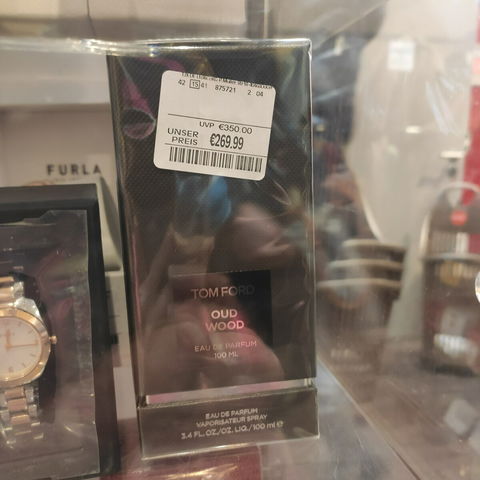 42 15 41 875721 2 04
UVP €350.00
UNSER
PREIS €269.99
FURLA
TOM FORD
OUD
WOOD
EAU DE PARFUM
100 ML
EAU DE PARFUM
VAPORISATEUR SPRAY
3.4 FL.OZ./OZ. LIQ./100 ml e